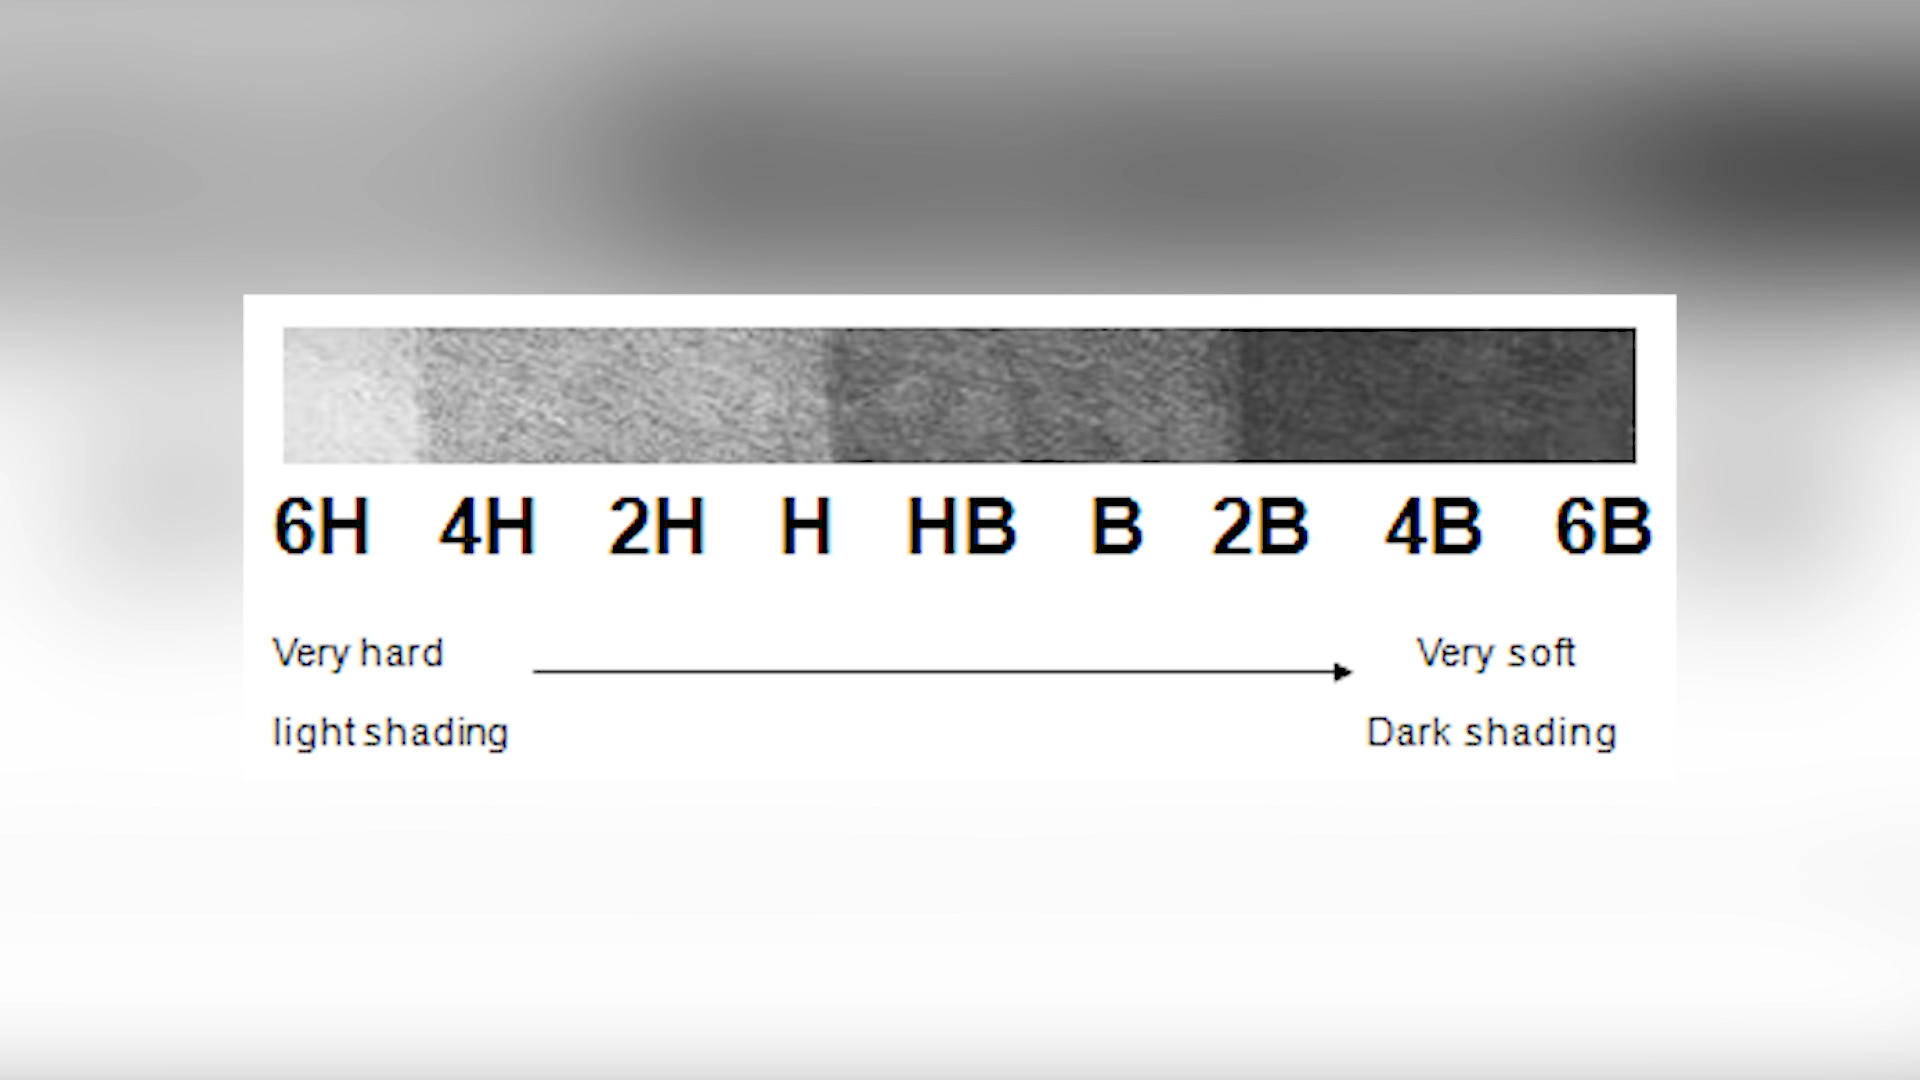 6H 4H 2H H HB B 2B 4B 6B
Very hard Very soft
light shading Dark shading